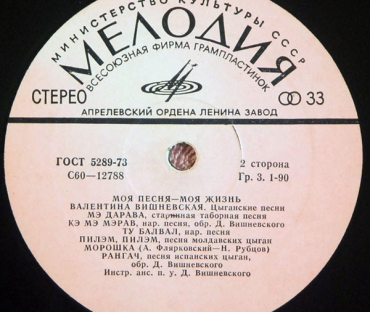 МИНИСТЕРСТВО КУЛЬТУРЫ СССР
МЕЛОДИЯ
ВСЕСОЮЗНАЯ ФИРМА ГРАМПЛАСТИНОК
СТЕРЕО
33
АПРЕЛЕВСКИЙ ОРДЕНА ЛЕНИНА ЗАВОД
ГОСТ 5289-73
2 сторона
С60—12788
Гр. 3. 1-90
МОЯ ПЕСНЯ—МОЯ ЖИЗНЬ
ВАЛЕНТИНА ВИШНЕВСКАЯ. Цыганские песни
МЭ ДАРАВА, старинная таборная песня
КЭ МЭ МЭРАВ, нар. песня, обр. Д. Вишневского
ТУ БАЛВАЛ, нар. песня
ПИЛЭМ, ПИЛЭМ, песня молдавских цыган
МОРОШКА (А. Флярковский—Н. Рубцов)
РАНГАЧ, песня испанских цыган,
обр. Д. Вишневского
Инстр. анс. п. у. Д. Вишневского